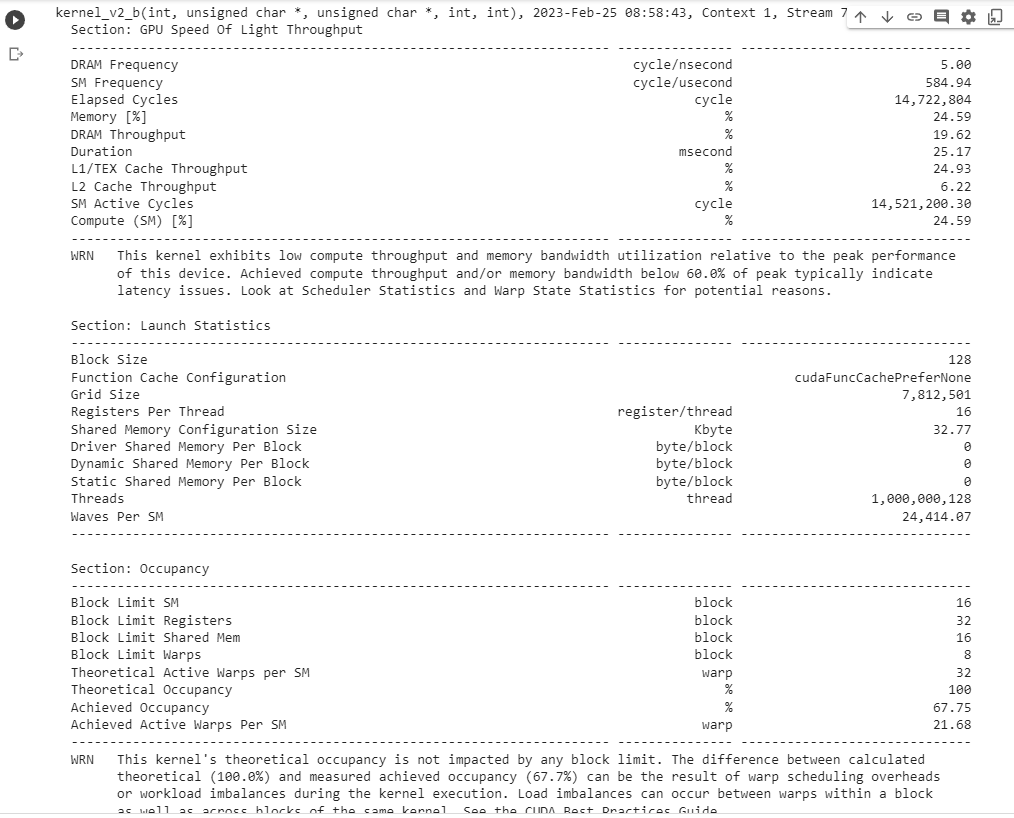 kernel_v2_b(int, unsigned char *, unsigned char *, int, int), 2023-Feb-25 08:58:43, Context 1, Stream 7
Section: GPU Speed Of Light Throughput
---------------------------------------------------------------------- --------------- ------------------------------
DRAM Frequency cycle/nsecond 5.00
SM Frequency cycle/usecond 584.94
Elapsed Cycles cycle 14,722,804
Memory [%] % 24.59
DRAM Throughput % 19.62
Duration msecond 25.17
L1/TEX Cache Throughput % 24.93
L2 Cache Throughput % 6.22
SM Active Cycles cycle 14,521,200.30
Compute (SM) [%] % 24.59
---------------------------------------------------------------------- --------------- ------------------------------
WRN This kernel exhibits low compute throughput and memory bandwidth utilization relative to the peak performance
of this device. Achieved compute throughput and/or memory bandwidth below 60.0% of peak typically indicate
latency issues. Look at Scheduler Statistics and Warp State Statistics for potential reasons.
Section: Launch Statistics
---------------------------------------------------------------------- --------------- ------------------------------
Block Size 128
Function Cache Configuration cudaFuncCachePreferNone
Grid Size 7,812,501
Registers Per Thread register/thread 16
Shared Memory Configuration Size Kbyte 32.77
Driver Shared Memory Per Block byte/block 0
Dynamic Shared Memory Per Block byte/block 0
Static Shared Memory Per Block byte/block 0
Threads thread 1,000,000,128
Waves Per SM 24,414.07
---------------------------------------------------------------------- --------------- ------------------------------
Section: Occupancy
---------------------------------------------------------------------- --------------- ------------------------------
Block Limit SM block 16
Block Limit Registers block 32
Block Limit Shared Mem block 16
Block Limit Warps block 8
Theoretical Active Warps per SM warp 32
Theoretical Occupancy % 100
Achieved Occupancy % 67.75
Achieved Active Warps Per SM warp 21.68
---------------------------------------------------------------------- --------------- ------------------------------
WRN This kernel's theoretical occupancy is not impacted by any block limit. The difference between calculated
theoretical (100.0%) and measured achieved occupancy (67.7%) can be the result of warp scheduling overheads
or workload imbalances during the kernel execution. Load imbalances can occur between warps within a block
as well as across blocks of the same kernel. See the CUDA Best Practices Guide